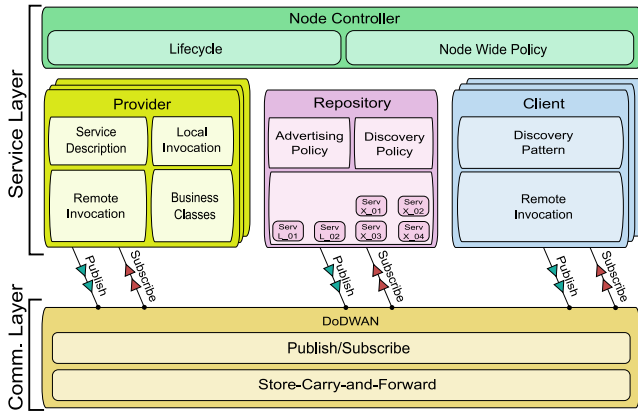 Node Controller
Lifecycle
Node Wide Policy
Service Layer
Provider
Service
Description
Local
Invocation
Remote
Invocation
Business
Classes
Repository
Advertising
Policy
Discovery
Policy
Serv
X_01
Serv
X_02
Serv
L_01
Serv
L_02
Serv
X_03
Serv
X_04
Client
Discovery
Pattern
Remote
Invocation
Publish
Subscribe
Publish
Subscribe
Publish
Subscribe
Comm. Layer
DoDWAN
Publish/Subscribe
Store-Carry-and-Forward